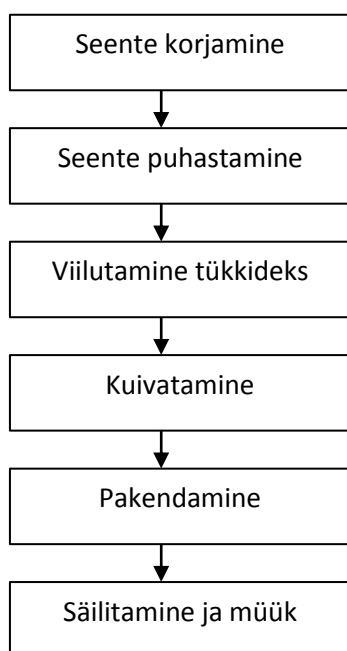 Seente korjamine
Seente puhastamine
Viilutamine tükkideks
Kuivatamine
Pakendamine
Säilitamine ja müük